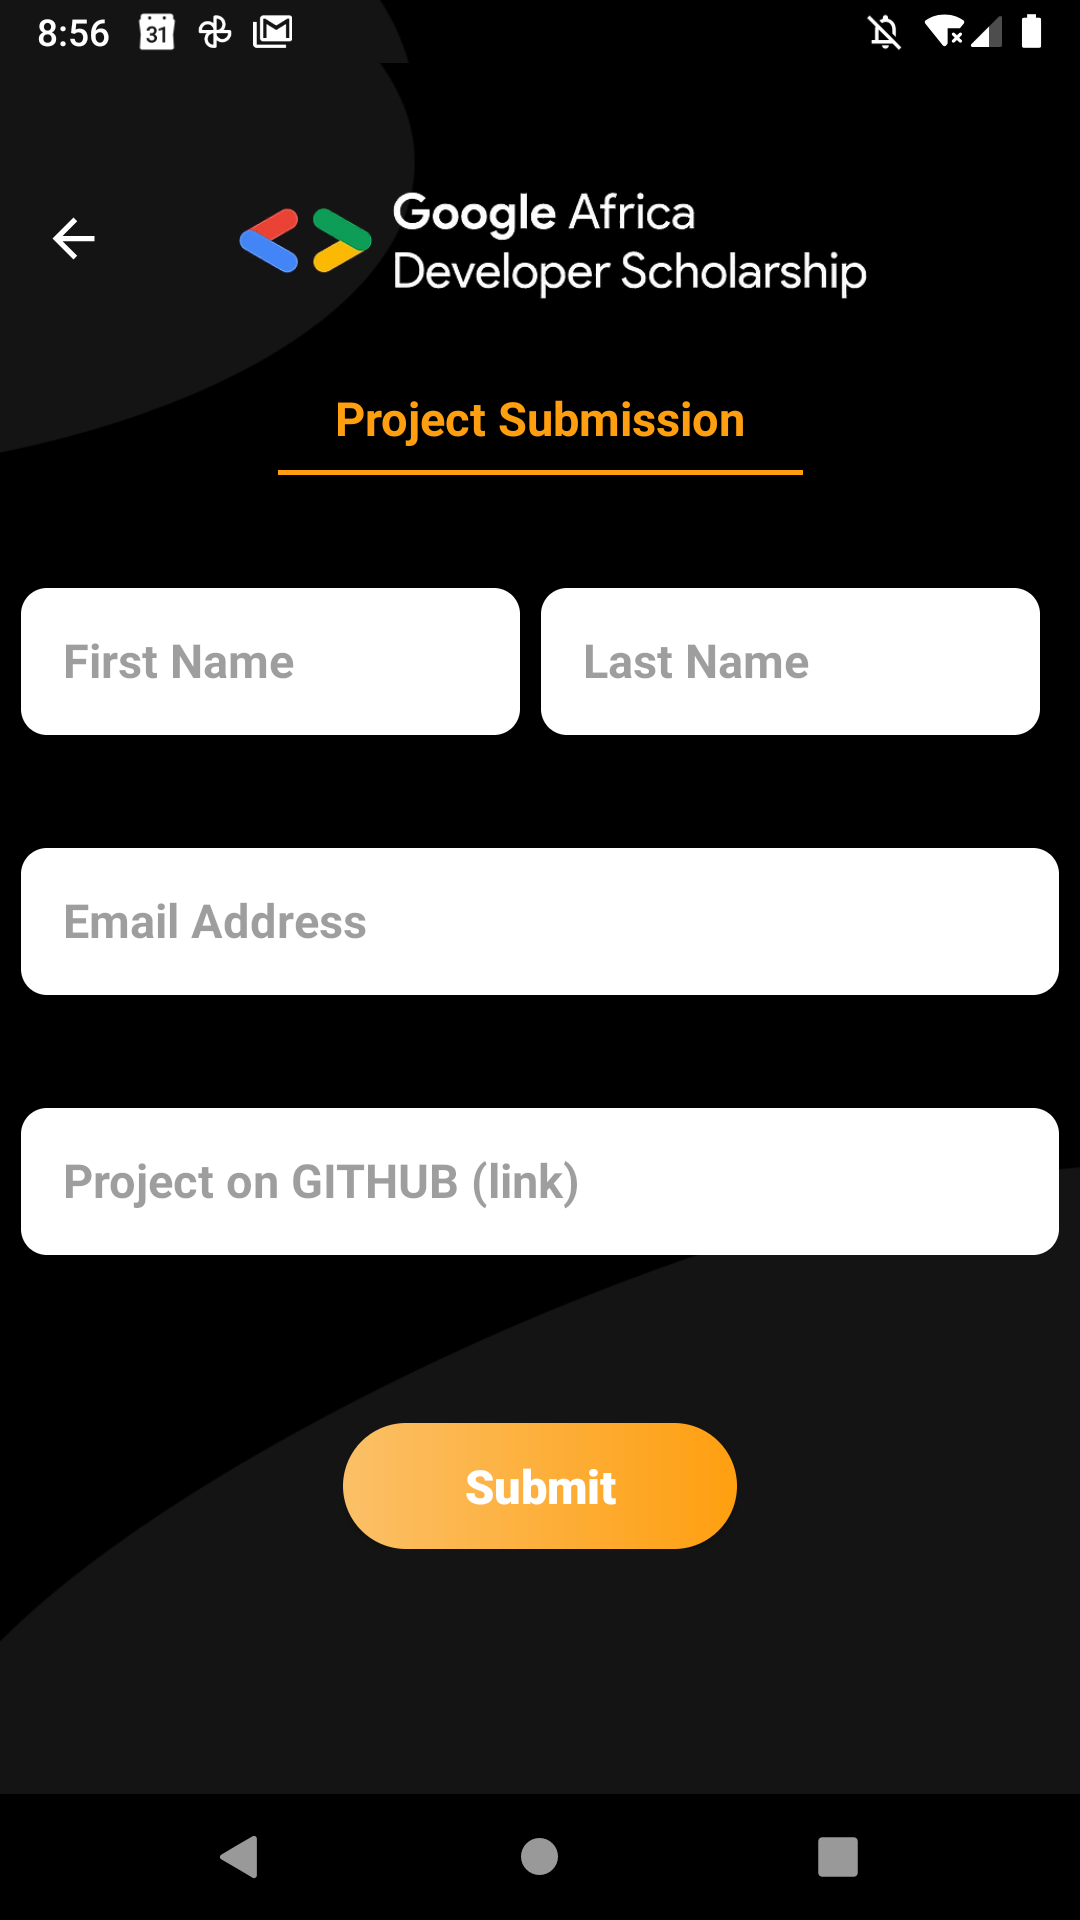 8:56
31
Google Africa
Developer Scholarship
Project Submission
First Name
Last Name
Email Address
Project on GITHUB (link)
Submit